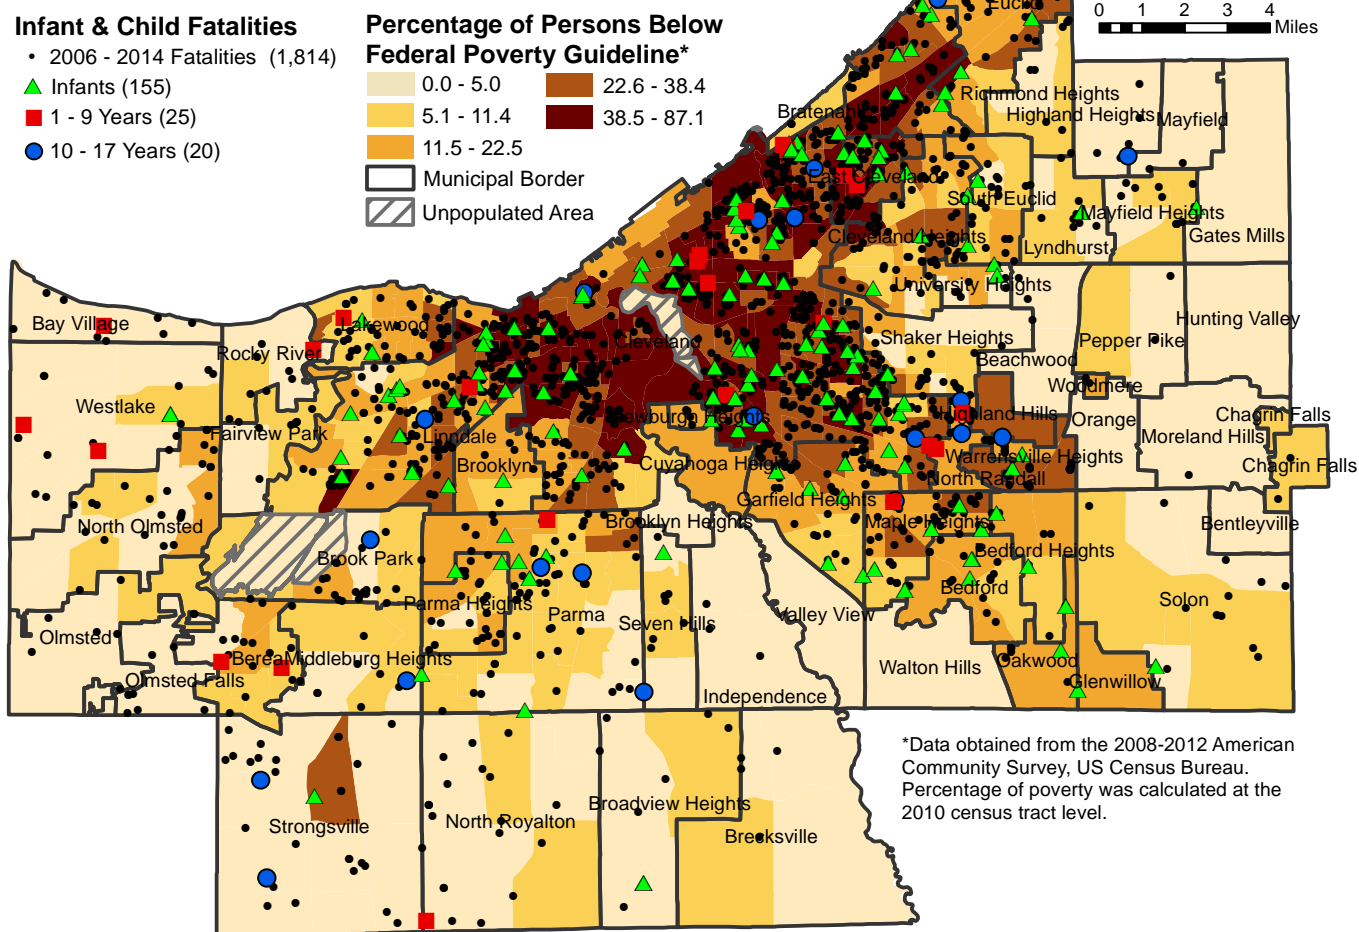 Infant & Child Fatalities
2006 - 2014 Fatalities (1,814)
Infants (155)
1 - 9 Years (25)
10 - 17 Years (20)
Percentage of Persons Below
Federal Poverty Guideline*
0.0 - 5.0
5.1 - 11.4
11.5 - 22.5
22.6 - 38.4
38.5 - 87.1
Municipal Border
Unpopulated Area
0 1 2 3 4
Miles
Euclid
Richmond Heights
Highland Heights
Mayfield
Bratenahl
East Cleveland
South Euclid
Mayfield Heights
Gates Mills
Cleveland Heights
Lyndhurst
University Heights
Hunting Valley
Bay Village
Lakewood
Rocky River
Cleveland
Shaker Heights
Beachwood
Pepper Pike
Woodmere
Westlake
Newburgh Heights
Highland Hills
Orange
Chagrin Falls
Fairview Park
Linndale
Moreland Hills
Brooklyn
Cuyahoga Heights
Warrensville Heights
Chagrin Falls
North Randall
Garfield Heights
North Olmsted
Brooklyn Heights
Maple Heights
Bentleyville
Brook Park
Bedford Heights
Bedford
Parma Heights
Parma
Seven Hills
Valley View
Solon
Olmsted
Berea
Middleburg Heights
Walton Hills
Oakwood
Olmsted Falls
Glenwillow
Independence
*Data obtained from the 2008-2012 American
Community Survey, US Census Bureau.
Percentage of poverty was calculated at the
2010 census tract level.
Strongsville
North Royalton
Broadview Heights
Brecksville